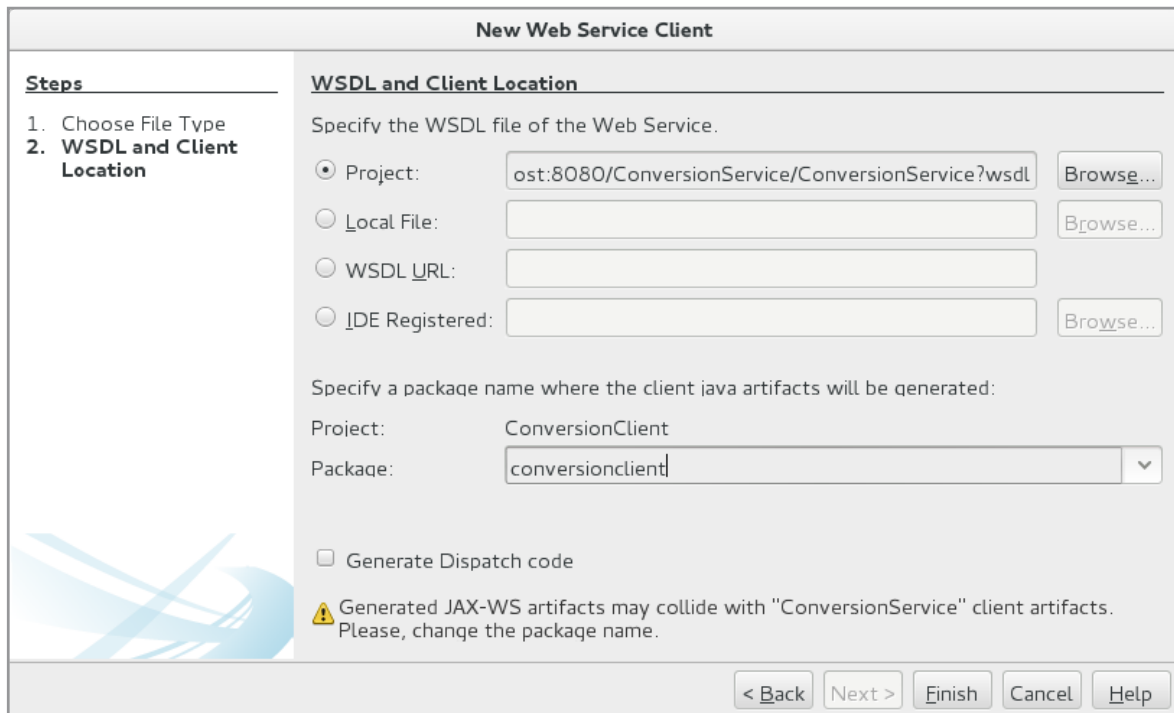 New Web Service Client
Steps
1. Choose File Type
2. WSDL and Client
Location
WSDL and Client Location
Specify the WSDL file of the Web Service.
Project: ost:8080/ConversionService/ConversionService?wsdl Browse...
Local File: Browse...
WSDL URL:
IDE Registered: Browse...
Specify a package name where the client java artifacts will be generated:
Project: ConversionClient
Package: conversionclient
Generate Dispatch code
Generated JAX-WS artifacts may collide with "ConversionService" client artifacts.
Please, change the package name.
< Back Next > Finish Cancel Help